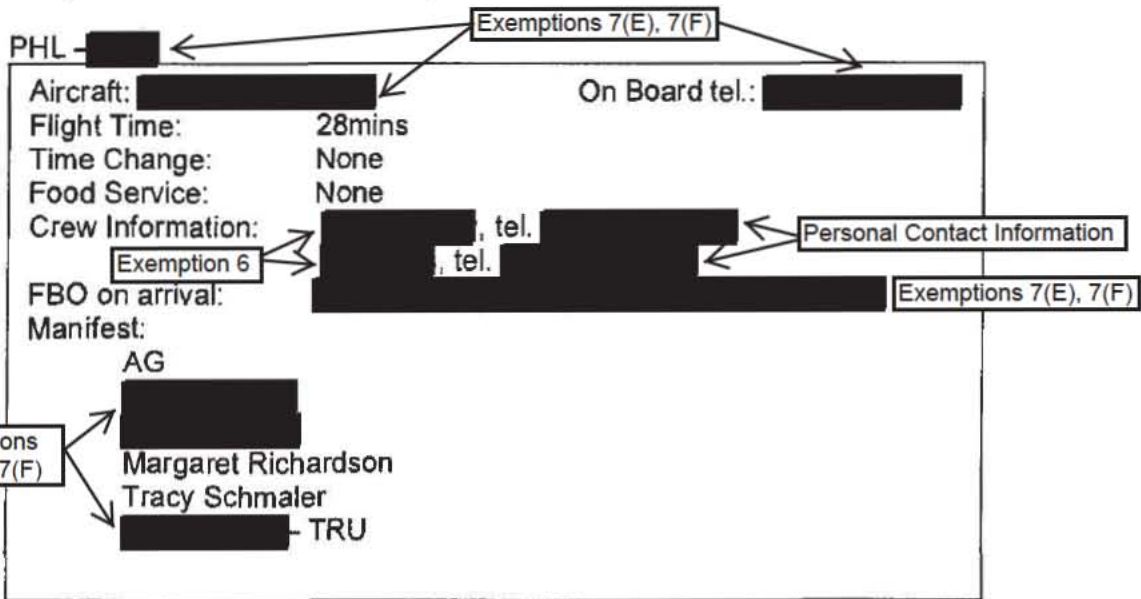 Exemptions 7(E), 7(F)
PHL -
Aircraft: On Board tel.:
Flight Time: 28mins
Time Change: None
Food Service: None
Crew Information: , tel. Personal Contact Information
Exemption 6 , tel.
FBO on arrival: Exemptions 7(E), 7(F)
Manifest:
AG
ons
7(F)
Margaret Richardson
Tracy Schmaler
- TRU